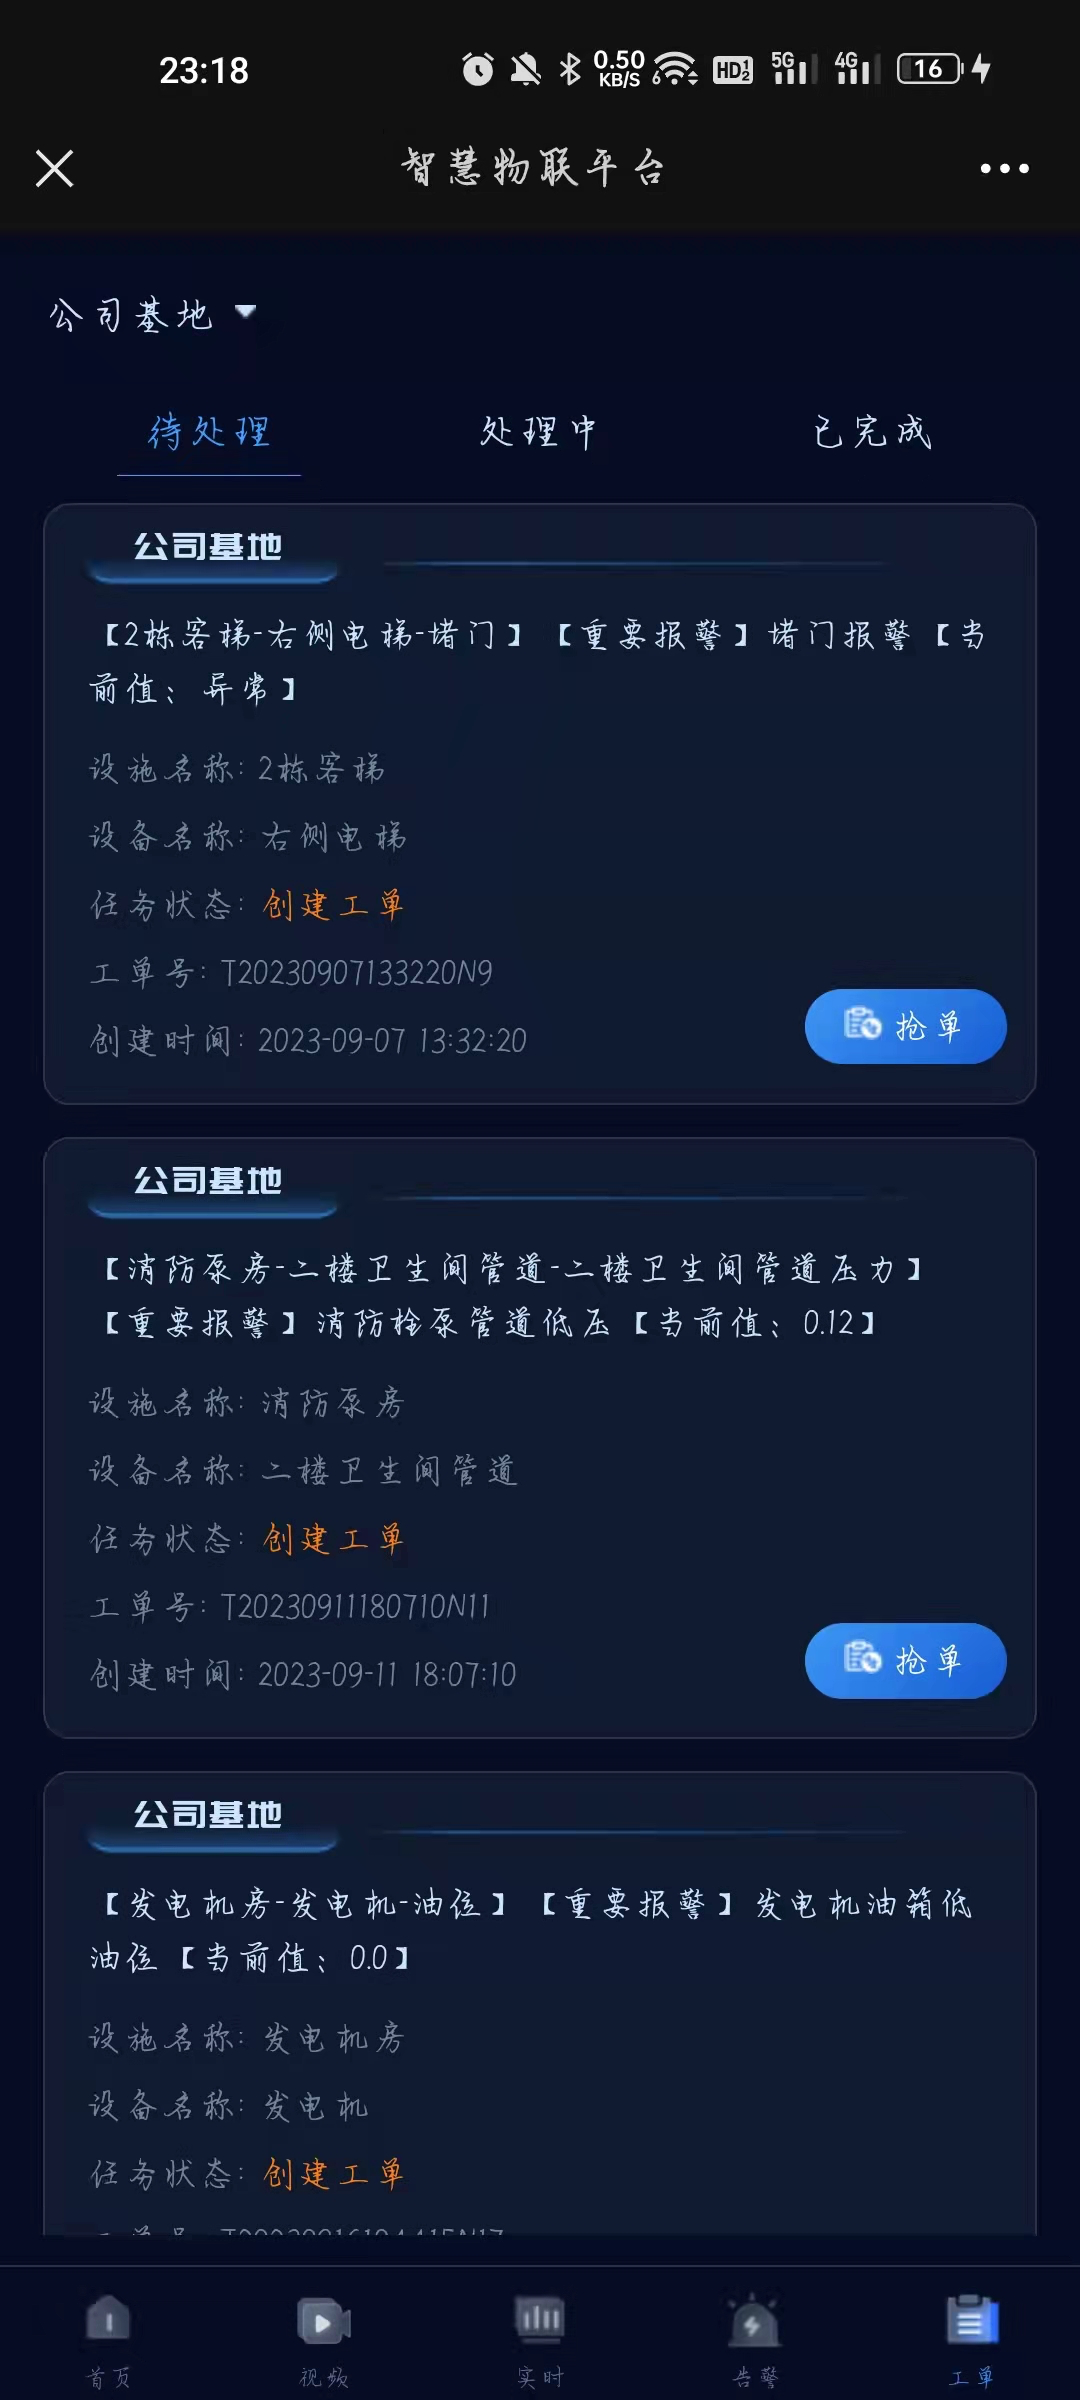 23:18
0.50
KB/S
HD 1 2
5G
4G
16
智慧物联平台
公司基地
待处理 处理中 已完成
公司基地
【2栋客梯-右侧电梯-堵门】【重要报警】堵门报警【当
前值：异常】
设施名称: 2栋客梯
设备名称: 右侧电梯
任务状态: 创建工单
工单号: T20230907133220N9
创建时间: 2023-09-07 13:32:20
抢单
公司基地
【消防泵房-二楼卫生间管道-二楼卫生间管道压力】
【重要报警】消防栓泵管道低压【当前值：0.12】
设施名称: 消防泵房
设备名称: 二楼卫生间管道
任务状态: 创建工单
工单号: T20230911180710N11
创建时间: 2023-09-11 18:07:10
抢单
公司基地
【发电机房-发电机-油位】【重要报警】发电机油箱低
油位【当前值：0.0】
设施名称: 发电机房
设备名称: 发电机
任务状态: 创建工单
首页 视频 实时 告警 工单